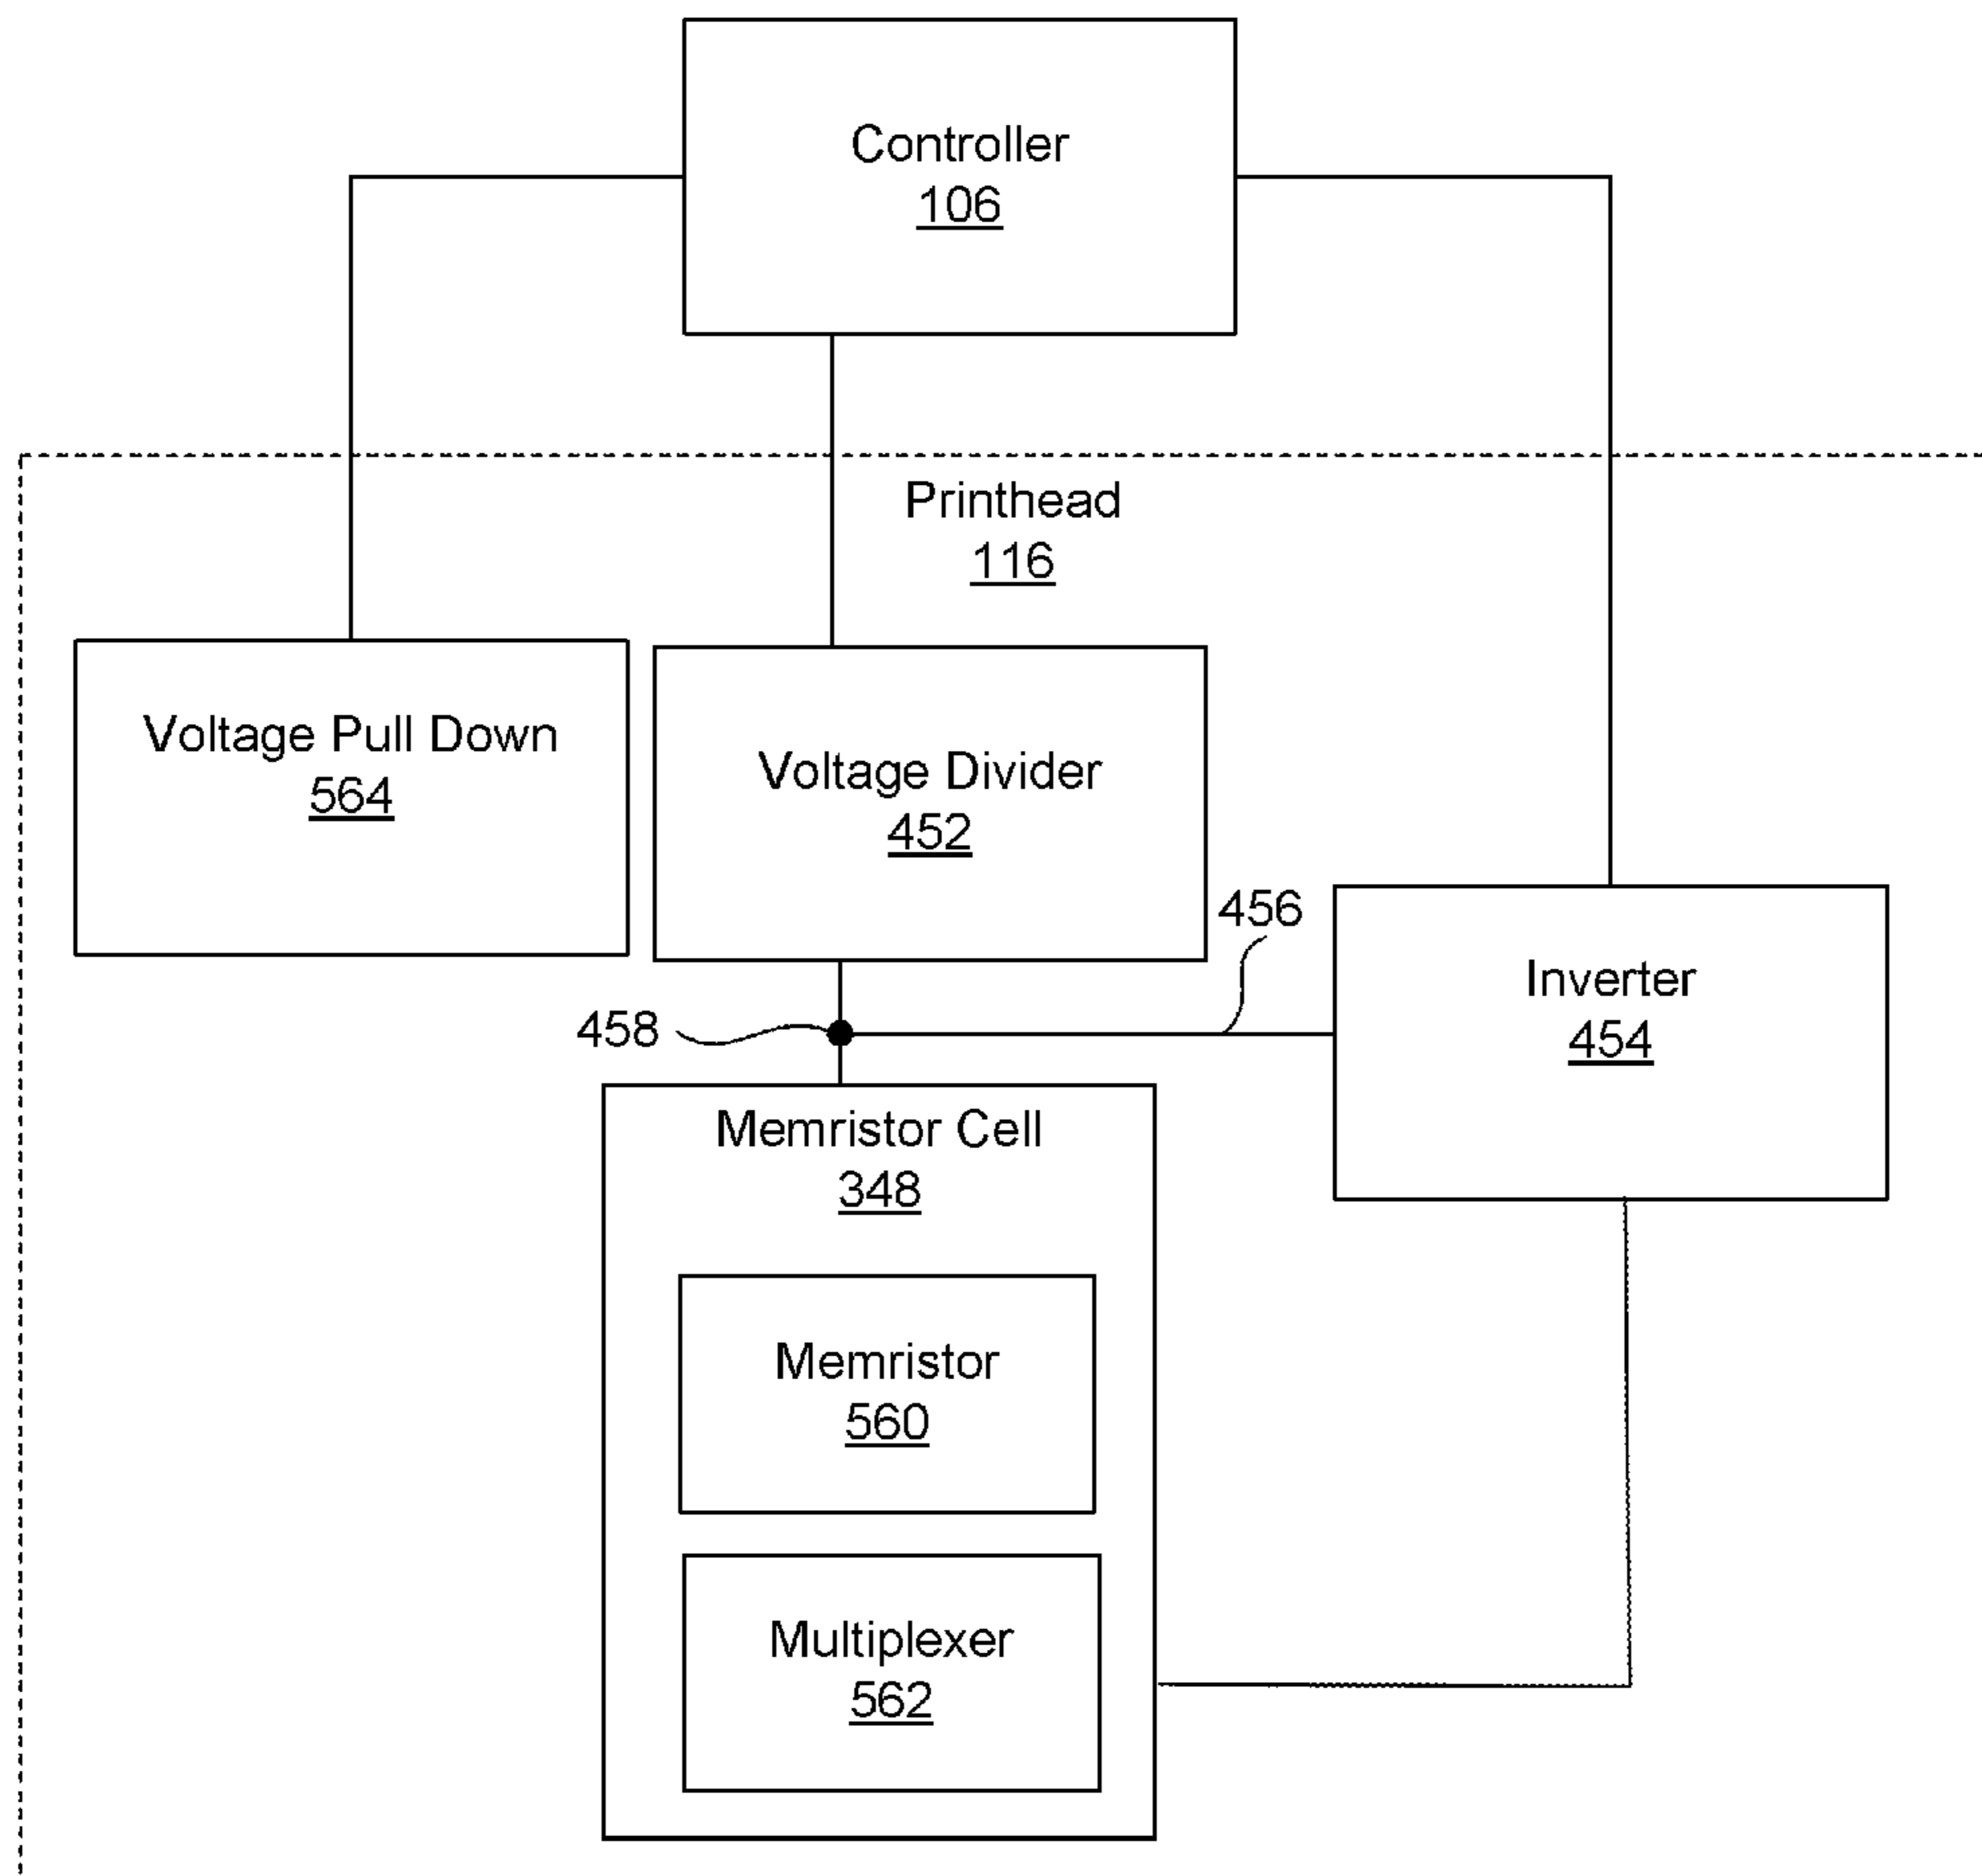 Controller
106
Printhead
116
Voltage Pull Down
564
Voltage Divider
452
456
Inverter
454
458
Memristor Cell
348
Memristor
560
Multiplexer
562